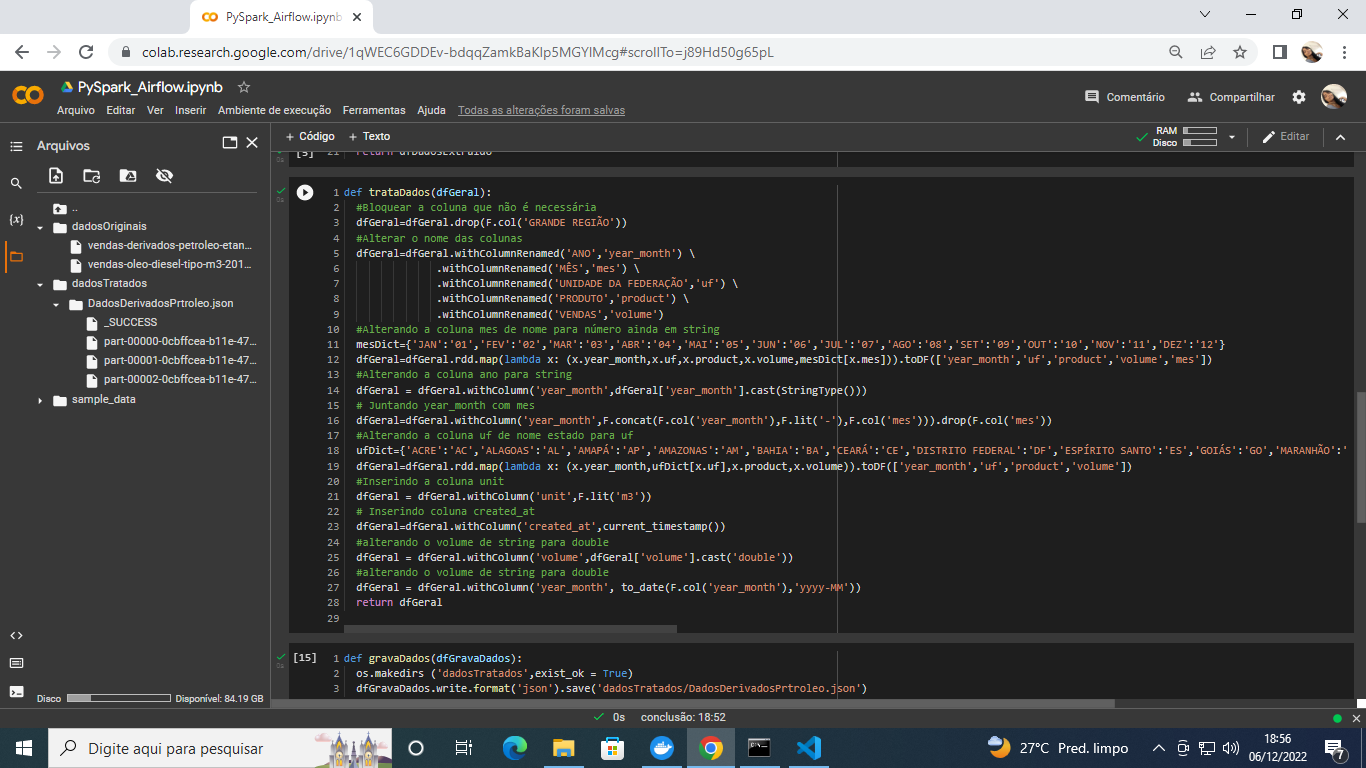 PySpark_Airflow.ipynb
colab.research.google.com/drive/1qWEC6GDDEv-bdqqZamkBaKlp5MGYlMcg#scrollTo=j89Hd50g65pL
PySpark_Airflow.ipynb
Comentário Compartilhar
Arquivo Editar Ver Inserir Ambiente de execução Ferramentas Ajuda Todas as alterações foram salvas
+ Código + Texto
RAM
Disco
Editar
Arquivos
..
dadosOriginais
vendas-derivados-petroleo-etan...
vendas-oleo-diesel-tipo-m3-201...
dadosTratados
DadosDerivadosPrtroleo.json
_SUCCESS
part-00000-0cbffcea-b11e-47...
part-00001-0cbffcea-b11e-47...
part-00002-0cbffcea-b11e-47...
sample_data
Disco Disponível: 84.19 GB
[5] 21 return dfDadosExtraido
0s
1 def trataDados(dfGeral):
2 #Bloquear a coluna que não é necessária
3 dfGeral=dfGeral.drop(F.col('GRANDE REGIÃO'))
4 #Alterar o nome das colunas
5 dfGeral=dfGeral.withColumnRenamed('ANO','year_month') \
6 .withColumnRenamed('MÊS','mes') \
7 .withColumnRenamed('UNIDADE DA FEDERAÇÃO','uf') \
8 .withColumnRenamed('PRODUTO','product') \
9 .withColumnRenamed('VENDAS','volume')
10 #Alterando a coluna mes de nome para número ainda em string
11 mesDict={'JAN':'01','FEV':'02','MAR':'03','ABR':'04','MAI':'05','JUN':'06','JUL':'07','AGO':'08','SET':'09','OUT':'10','NOV':'11','DEZ':'12'}
12 dfGeral=dfGeral.rdd.map(lambda x: (x.year_month,x.uf,x.product,x.volume,mesDict[x.mes])).toDF(['year_month','uf','product','volume','mes'])
13 #Alterando a coluna ano para string
14 dfGeral = dfGeral.withColumn('year_month',dfGeral['year_month'].cast(StringType()))
15 # Juntando year_month com mes
16 dfGeral=dfGeral.withColumn('year_month',F.concat(F.col('year_month'),F.lit('-'),F.col('mes'))).drop(F.col('mes'))
17 #Alterando a coluna uf de nome estado para uf
18 ufDict={'ACRE':'AC','ALAGOAS':'AL','AMAPÁ':'AP','AMAZONAS':'AM','BAHIA':'BA','CEARÁ':'CE','DISTRITO FEDERAL':'DF','ESPÍRITO SANTO':'ES','GOIÁS':'GO','MARANHÃO':'
19 dfGeral=dfGeral.rdd.map(lambda x: (x.year_month,ufDict[x.uf],x.product,x.volume)).toDF(['year_month','uf','product','volume'])
20 #Inserindo a coluna unit
21 dfGeral = dfGeral.withColumn('unit',F.lit('m3'))
22 # Inserindo coluna created_at
23 dfGeral=dfGeral.withColumn('created_at',current_timestamp())
24 #alterando o volume de string para double
25 dfGeral = dfGeral.withColumn('volume',dfGeral['volume'].cast('double'))
26 #alterando o volume de string para double
27 dfGeral = dfGeral.withColumn('year_month', to_date(F.col('year_month'),'yyyy-MM'))
28 return dfGeral
29
0s
[15] 1 def gravaDados(dfGravaDados):
2 os.makedirs ('dadosTratados',exist_ok = True)
3 dfGravaDados.write.format('json').save('dadosTratados/DadosDerivadosPrtroleo.json')
0s conclusão: 18:52
Digite aqui para pesquisar
27°C Pred. limpo
18:56
06/12/2022
7